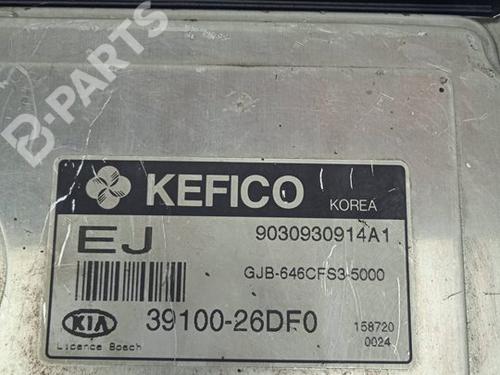 B-PARTS
KEFICO
KOREA
EJ
9030930914A1
GJB-646CFS3-5000
KIA
39100-26DF0
158720
0024
Licence Bosch